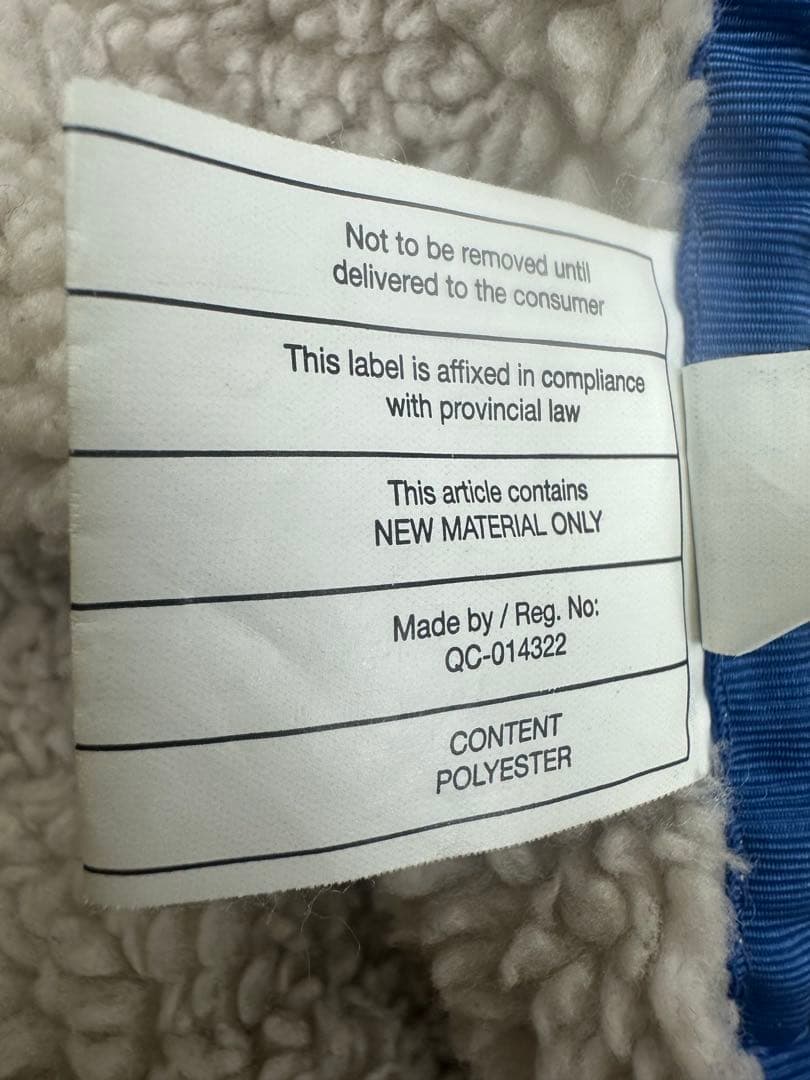 Not to be removed until
delivered to the consumer
This label is affixed in compliance
with provincial law
This article contains
NEW MATERIAL ONLY
Made by / Reg. No:
QC-014322
CONTENT
POLYESTER